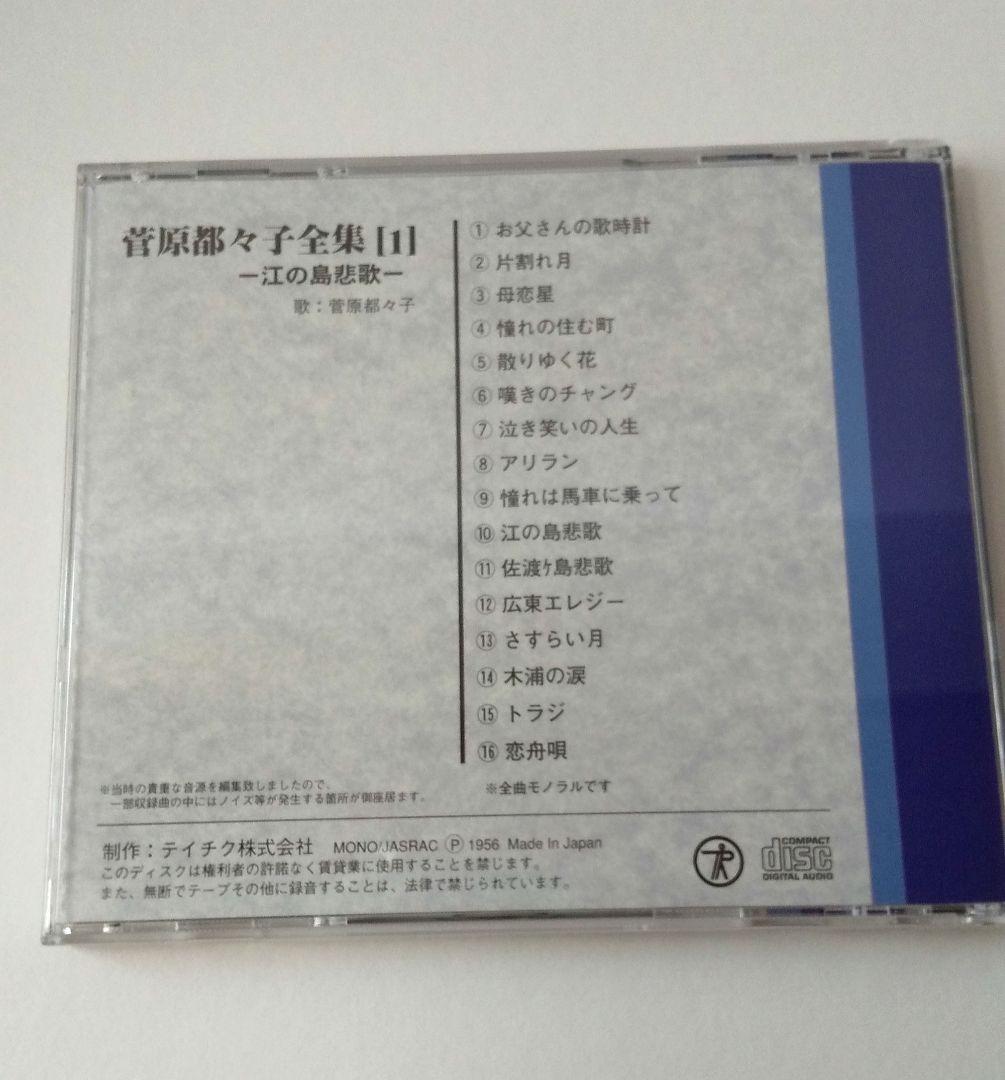 菅原都々子全集[1]
ー江の島悲歌ー
歌：菅原都々子
① お父さんの歌時計
② 片割れ月
③ 母恋星
④ 憧れの住む町
⑤ 散りゆく花
⑥ 嘆きのチャング
⑦ 泣き笑いの人生
⑧ アリラン
⑨ 憧れは馬車に乗って
⑩ 江の島悲歌
⑪ 佐渡ケ島悲歌
⑫ 広東エレジー
⑬ さすらい月
⑭ 木浦の涙
⑮ トラジ
⑯ 恋舟唄
※当時の貴重な音源を編集致しましたので、
一部収録曲の中にはノイズ等が発生する箇所が御座居ます。
※全曲モノラルです
制作：テイチク株式会社 MONO/JASRAC Ⓟ 1956 Made In Japan
このディスクは権利者の許諾なく賃貸業に使用することを禁じます。
また、無断でテープその他に録音することは、法律で禁じられています。
COMPACT
disc
DIGITAL AUDIO